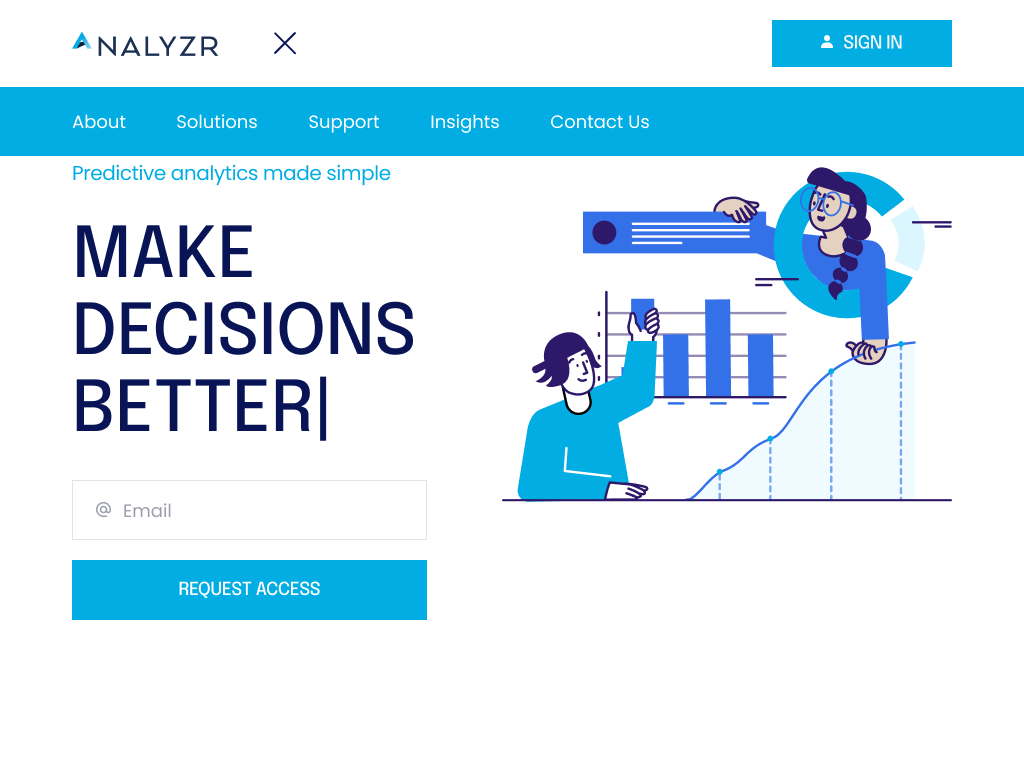 ANALYZR
SIGN IN
About Solutions Support Insights Contact Us
Predictive analytics made simple
MAKE
DECISIONS
BETTER|
@ Email
REQUEST ACCESS